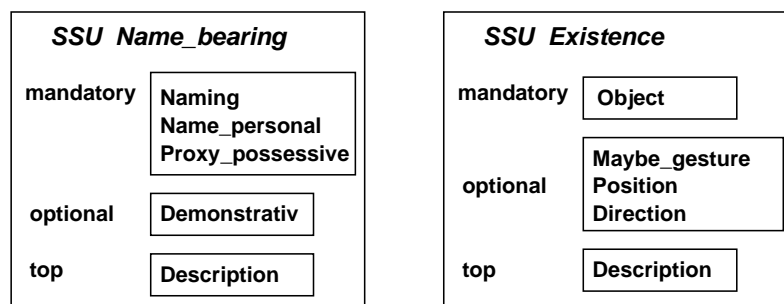 SSU Name_bearing
mandatory
Naming
Name_personal
Proxy_possessive
optional
Demonstrativ
top
Description
SSU Existence
mandatory
Object
optional
Maybe_gesture
Position
Direction
top
Description